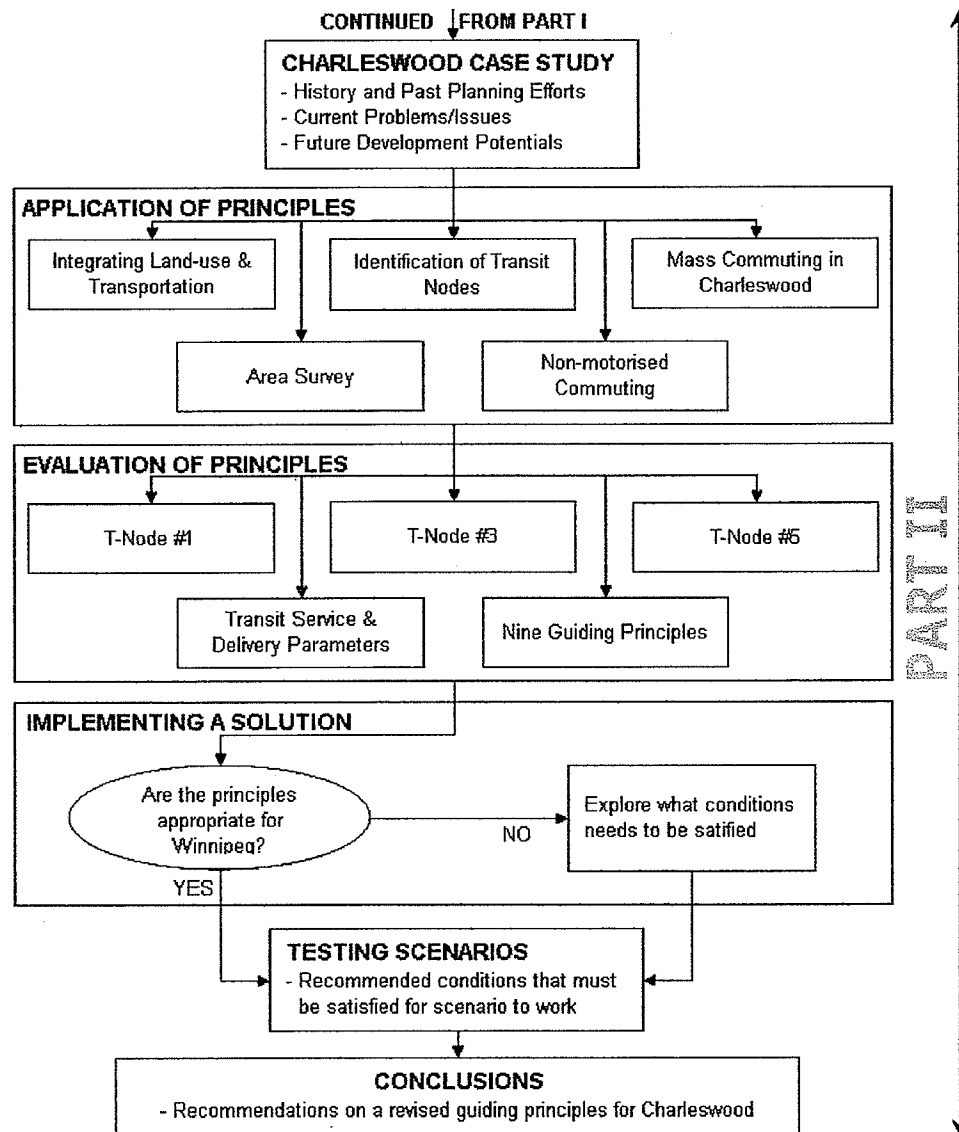 CONTINUED FROM PART I
CHARLESWOOD CASE STUDY
- History and Past Planning Efforts
- Current Problems/Issues
- Future Development Potentials
APPLICATION OF PRINCIPLES
Integrating Land-use &
Transportation
Identification of Transit
Nodes
Mass Commuting in
Charleswood
Area Survey
Non-motorised
Commuting
EVALUATION OF PRINCIPLES
T-Node #1
T-Node #3
T-Node #5
Transit Service &
Delivery Parameters
Nine Guiding Principles
PART II
IMPLEMENTING A SOLUTION
Are the principles
appropriate for
Winnipeg?
NO
YES
Explore what conditions
needs to be satified
TESTING SCENARIOS
- Recommended conditions that must
be satisfied for scenario to work
CONCLUSIONS
- Recommendations on a revised guiding principles for Charleswood